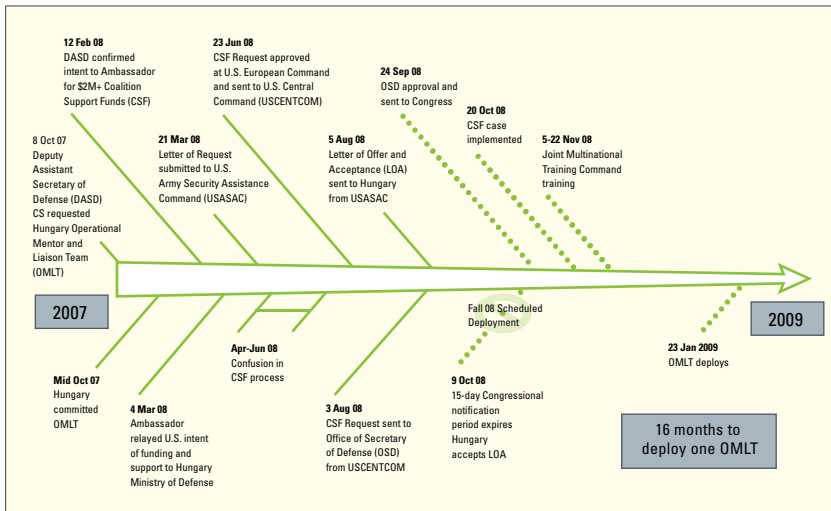 12 Feb 08
DASD confirmed
intent to Ambassador
for $2M+ Coalition
Support Funds (CSF)
23 Jun 08
CSF Request approved
at U.S. European Command
and sent to U.S. Central
Command (USCENTCOM)
24 Sep 08
OSD approval and
sent to Congress
20 Oct 08
CSF case
implemented
8 Oct 07
Deputy
Assistant
Secretary of
Defense (DASD)
CS requested
Hungary Operational
Mentor and
Liaison Team
(OMLT)
21 Mar 08
Letter of Request
submitted to U.S.
Army Security Assistance
Command (USASAC)
5 Aug 08
Letter of Offer and
Acceptance (LOA)
sent to Hungary
from USASAC
5-22 Nov 08
Joint Multinational
Training Command
training
2007
Fall 08 Scheduled
Deployment
2009
Mid Oct 07
Hungary
committed
OMLT
4 Mar 08
Ambassador
relayed U.S. intent
of funding and
support to Hungary
Ministry of Defense
Apr-Jun 08
Confusion in
CSF process
3 Aug 08
CSF Request sent to
Office of Secretary
of Defense (OSD)
from USCENTCOM
9 Oct 08
15-day Congressional
notification
period expires
Hungary
accepts LOA
23 Jan 2009
OMLT deploys
16 months to
deploy one OMLT